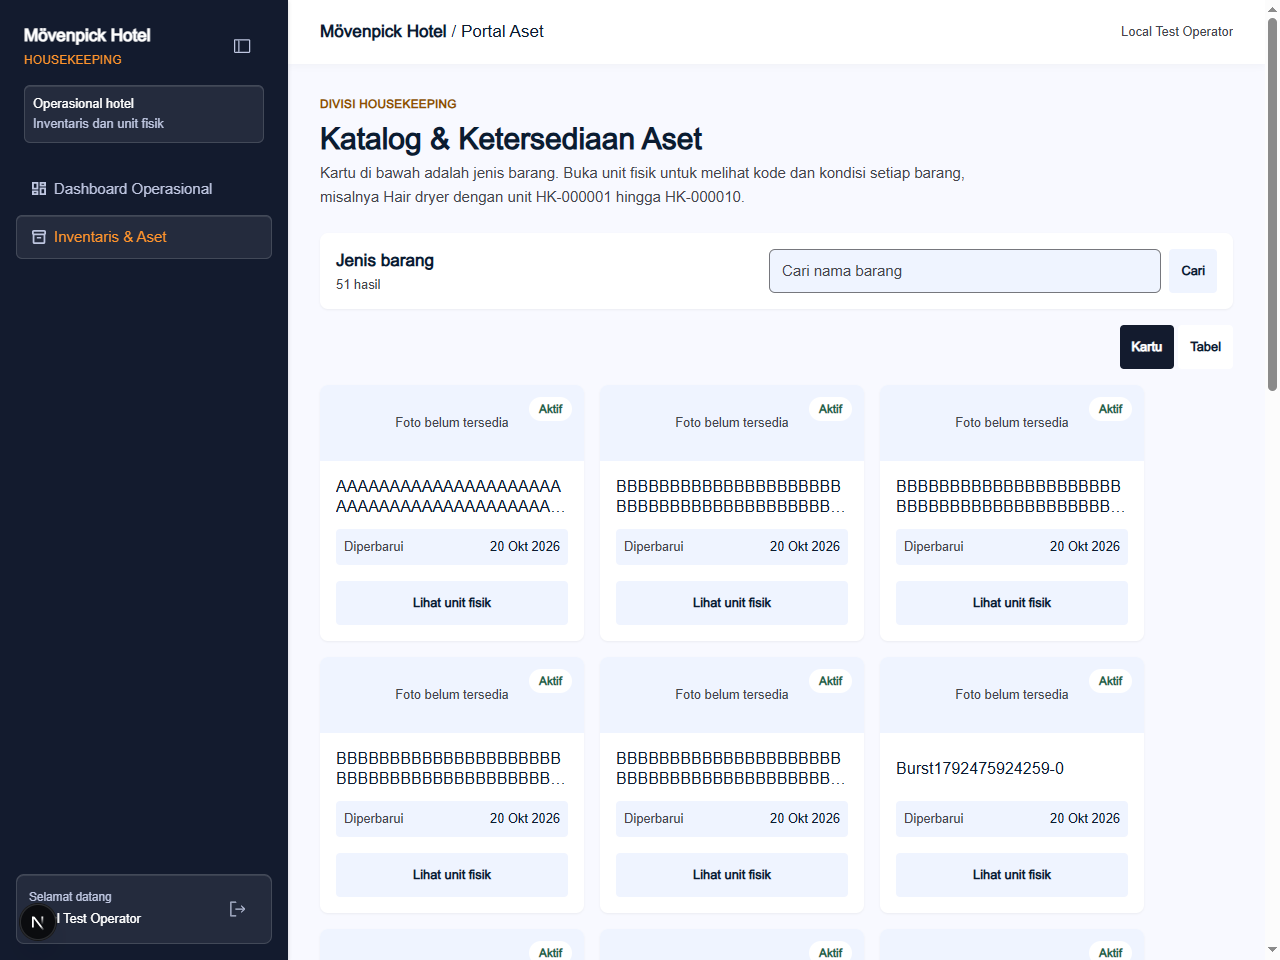 Mövenpick Hotel
HOUSEKEEPING
Operasional hotel
Inventaris dan unit fisik
Dashboard Operasional
Inventaris & Aset
Selamat datang
l Test Operator
N
Mövenpick Hotel / Portal Aset
Local Test Operator
DIVISI HOUSEKEEPING
Katalog & Ketersediaan Aset
Kartu di bawah adalah jenis barang. Buka unit fisik untuk melihat kode dan kondisi setiap barang,
misalnya Hair dryer dengan unit HK-000001 hingga HK-000010.
Jenis barang
51 hasil
Cari nama barang
Cari
Kartu
Tabel
Foto belum tersedia
Aktif
AAAAAAAAAAAAAAAAAAAAA
AAAAAAAAAAAAAAAAAAAA...
Diperbarui
20 Okt 2026
Lihat unit fisik
Foto belum tersedia
Aktif
BBBBBBBBBBBBBBBBBBBBB
BBBBBBBBBBBBBBBBBBBB...
Diperbarui
20 Okt 2026
Lihat unit fisik
Foto belum tersedia
Aktif
BBBBBBBBBBBBBBBBBBBBB
BBBBBBBBBBBBBBBBBBBB...
Diperbarui
20 Okt 2026
Lihat unit fisik
Foto belum tersedia
Aktif
BBBBBBBBBBBBBBBBBBBBB
BBBBBBBBBBBBBBBBBBBB...
Diperbarui
20 Okt 2026
Lihat unit fisik
Foto belum tersedia
Aktif
BBBBBBBBBBBBBBBBBBBBB
BBBBBBBBBBBBBBBBBBBB...
Diperbarui
20 Okt 2026
Lihat unit fisik
Foto belum tersedia
Aktif
Burst1792475924259-0
Diperbarui
20 Okt 2026
Lihat unit fisik
Aktif
Aktif
Aktif